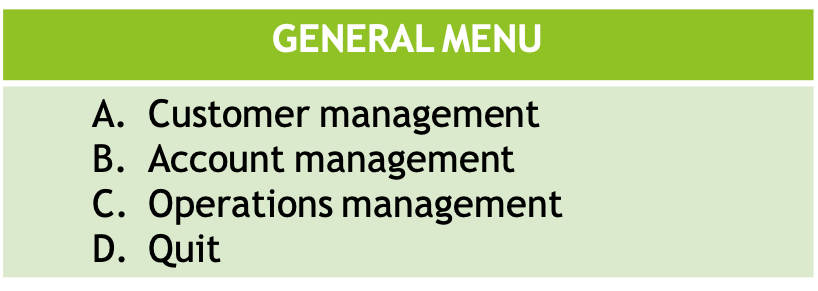 GENERAL MENU
A. Customer management
B. Account management
C. Operations management
D. Quit